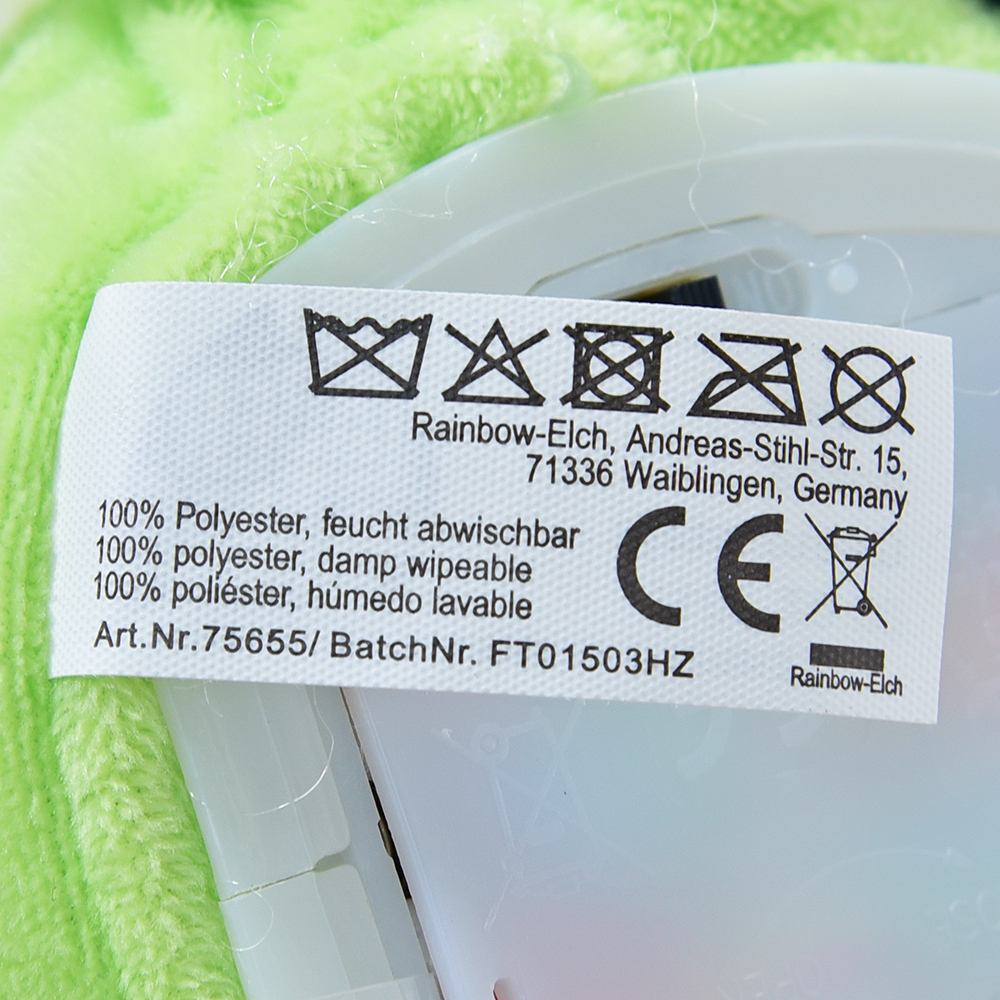 Rainbow-Elch, Andreas-Stihl-Str. 15,
71336 Waiblingen, Germany
100% Polyester, feucht abwischbar
100% polyester, damp wipeable
100% poliéster, húmedo lavable
Art.Nr.75655/ BatchNr. FT01503HZ
CE
Rainbow-Elch